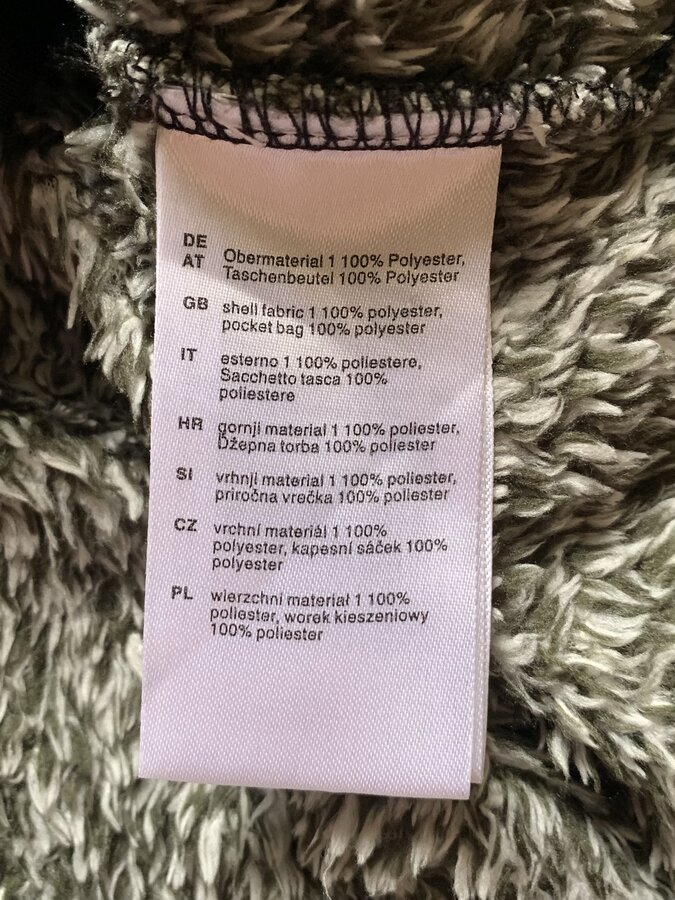 DE
AT
Obermaterial 1 100% Polyester,
Taschenbeutel 100% Polyester
GB shell fabric 1 100% polyester,
pocket bag 100% polyester
IT esterno 1 100% poliestere,
Sacchetto tasca 100%
poliestere
HR gornji material 1 100% poliester,
Džepna torba 100% poliester
SI vrhnji material 1 100% poliester,
priročna vrečka 100% poliester
CZ vrchní materiál 1 100%
polyester, kapesní sáček 100%
polyester
PL wierzchni materiał 1 100%
poliester, worek kieszeniowy
100% poliester